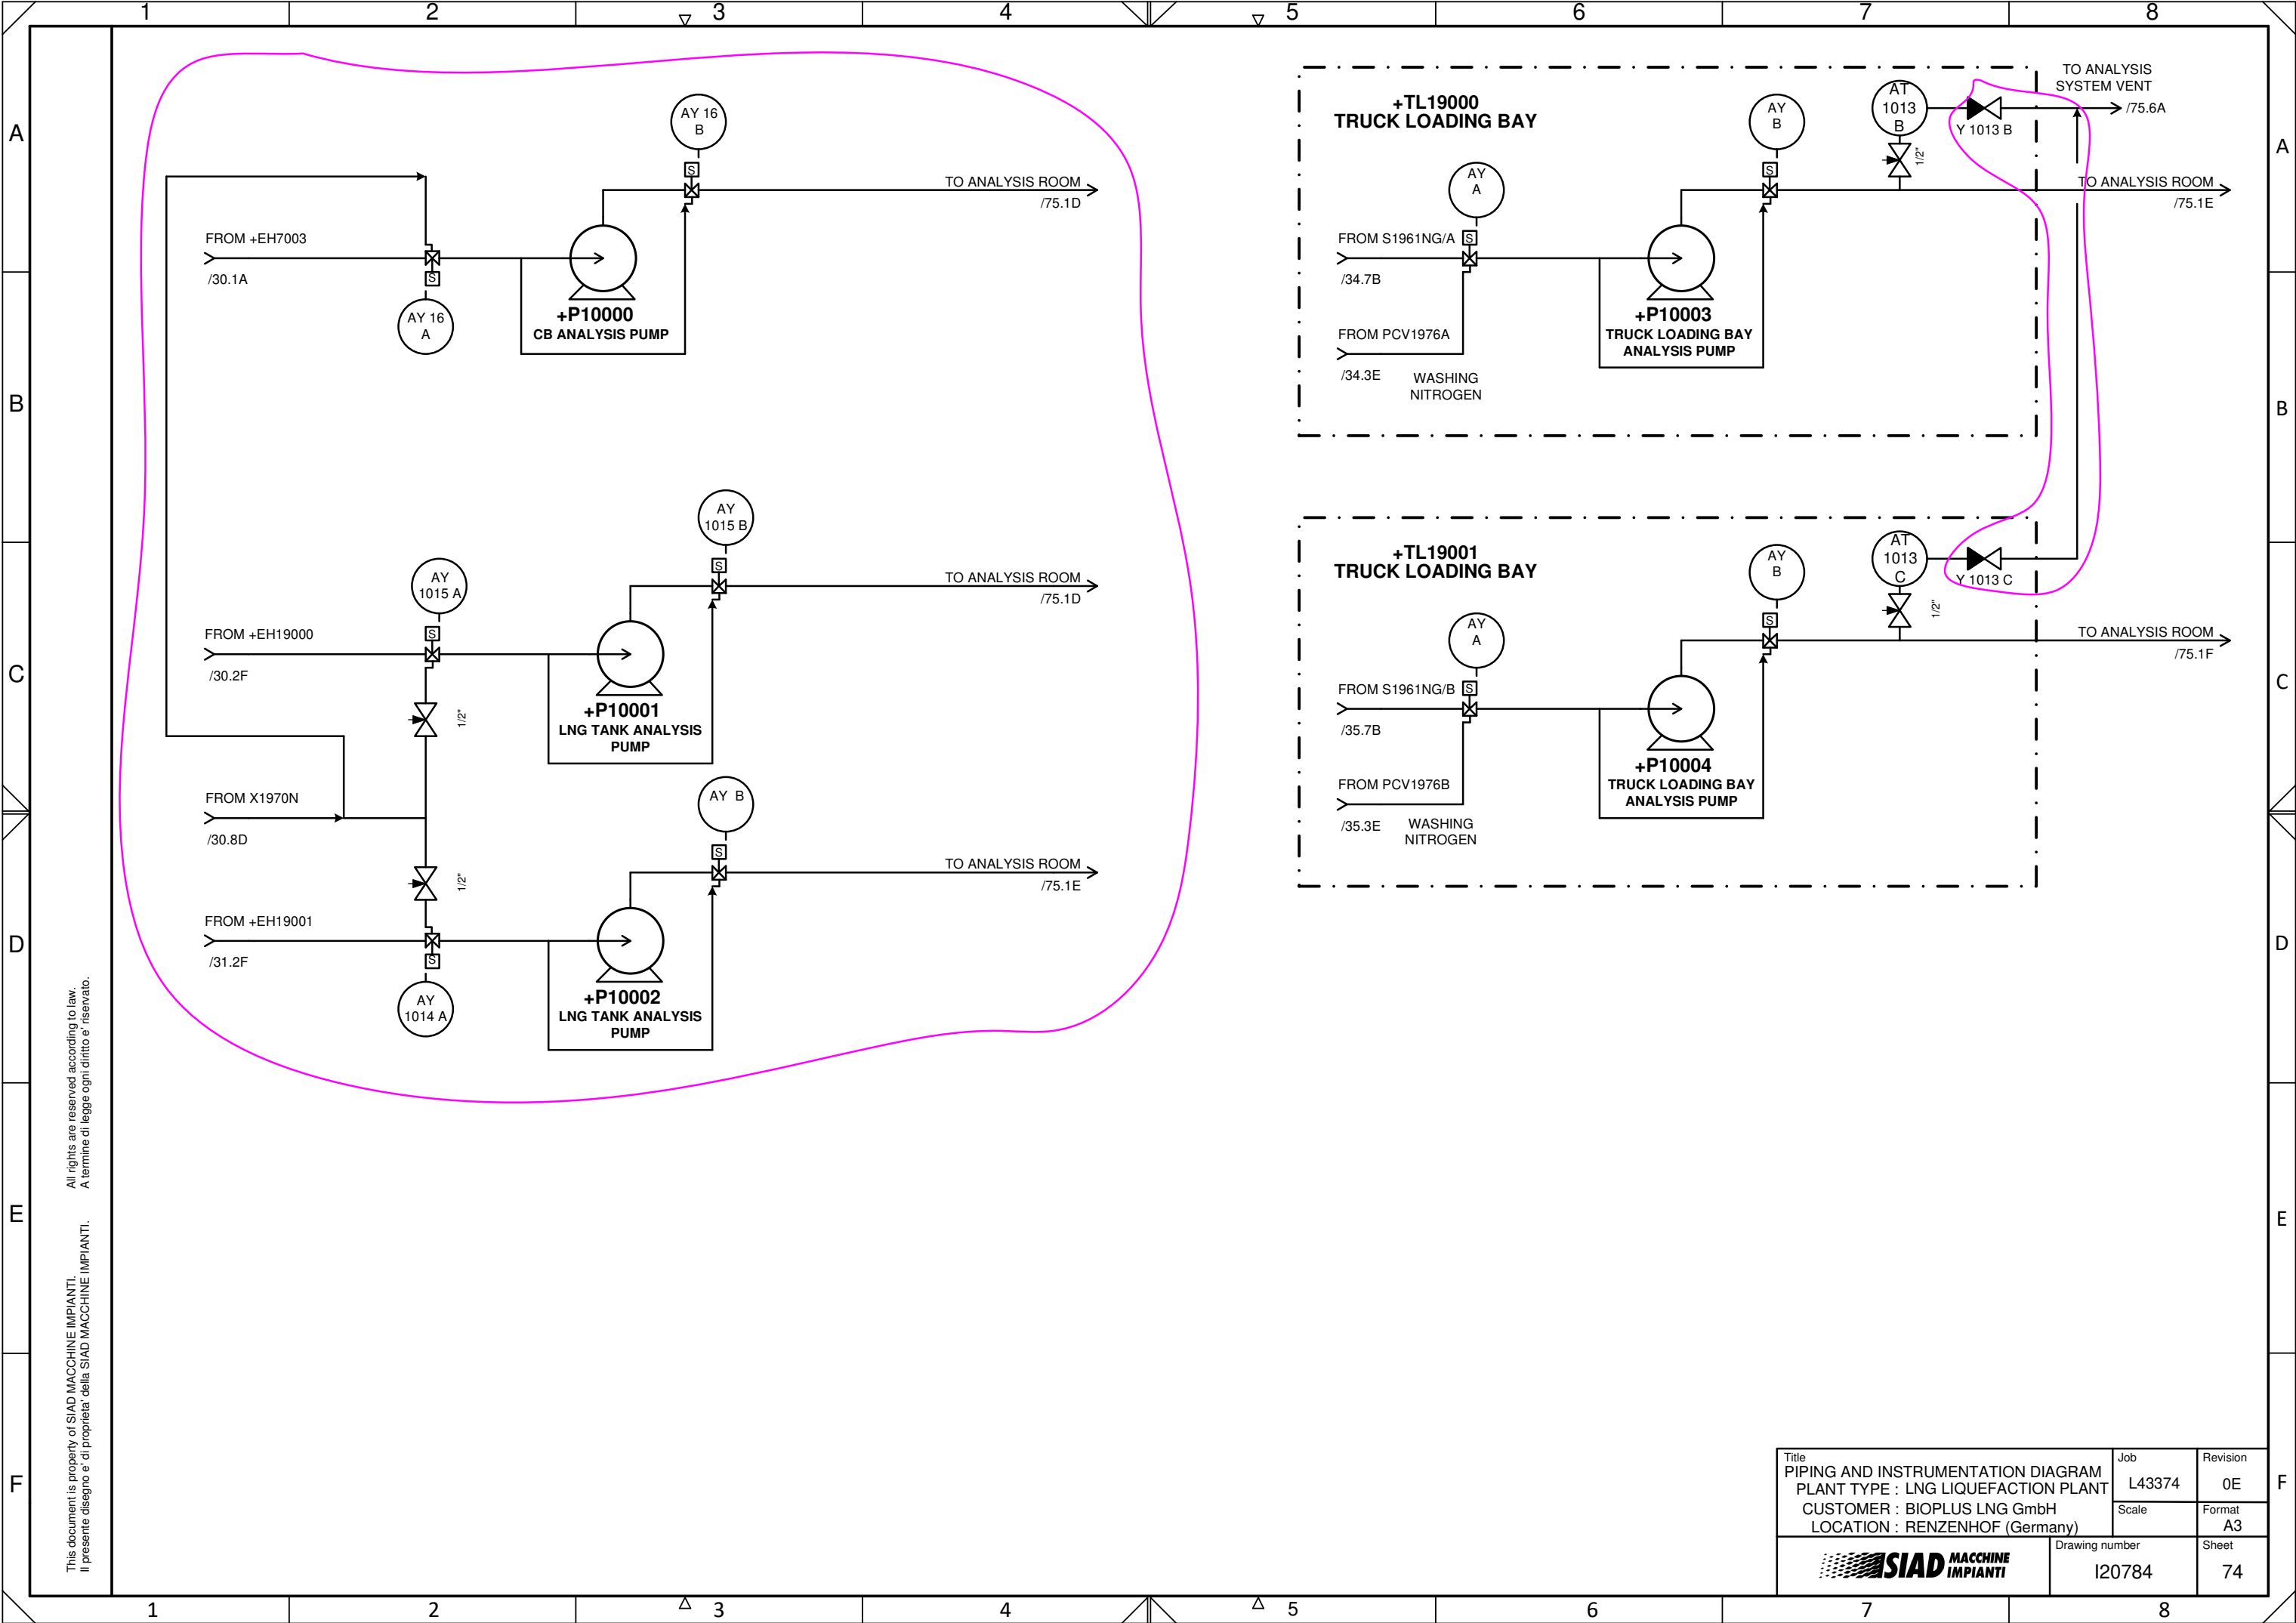 1 2 3 4 5 6 7 8
A
B
C
D
E
F
A
B
C
D
E
F
AY 16
B
TO ANALYSIS ROOM
/75.1D
S
FROM +EH7003
/30.1A
S
AY 16
A
+P10000
CB ANALYSIS PUMP
AY
1015 B
S
TO ANALYSIS ROOM
/75.1D
AY
1015 A
S
FROM +EH19000
/30.2F
1/2"
+P10001
LNG TANK ANALYSIS
PUMP
FROM X1970N
/30.8D
AY B
S
TO ANALYSIS ROOM
/75.1E
1/2"
FROM +EH19001
/31.2F
S
AY
1014 A
+P10002
LNG TANK ANALYSIS
PUMP
+TL19000
TRUCK LOADING BAY
AY
A
S
FROM S1961NG/A
/34.7B
FROM PCV1976A
/34.3E
WASHING
NITROGEN
+P10003
TRUCK LOADING BAY
ANALYSIS PUMP
AY
B
S
AT
1013
B
1/2"
Y 1013 B
TO ANALYSIS
SYSTEM VENT
/75.6A
TO ANALYSIS ROOM
/75.1E
+TL19001
TRUCK LOADING BAY
AY
A
S
FROM S1961NG/B
/35.7B
FROM PCV1976B
/35.3E
WASHING
NITROGEN
+P10004
TRUCK LOADING BAY
ANALYSIS PUMP
AY
B
S
AT
1013
C
1/2"
Y 1013 C
TO ANALYSIS ROOM
/75.1F
All rights are reserved according to law.
A termine di legge ogni diritto e' riservato.
This document is property of SIAD MACCHINE IMPIANTI.
Il presente disegno e' di proprieta' della SIAD MACCHINE IMPIANTI.
Title
PIPING AND INSTRUMENTATION DIAGRAM
PLANT TYPE : LNG LIQUEFACTION PLANT
CUSTOMER : BIOPLUS LNG GmbH
LOCATION : RENZENHOF (Germany)
Job
L43374
Revision
0E
Scale
Format
A3
SIAD MACCHINE
IMPIANTI
Drawing number
I20784
Sheet
74
1 2 3 4 5 6 7 8